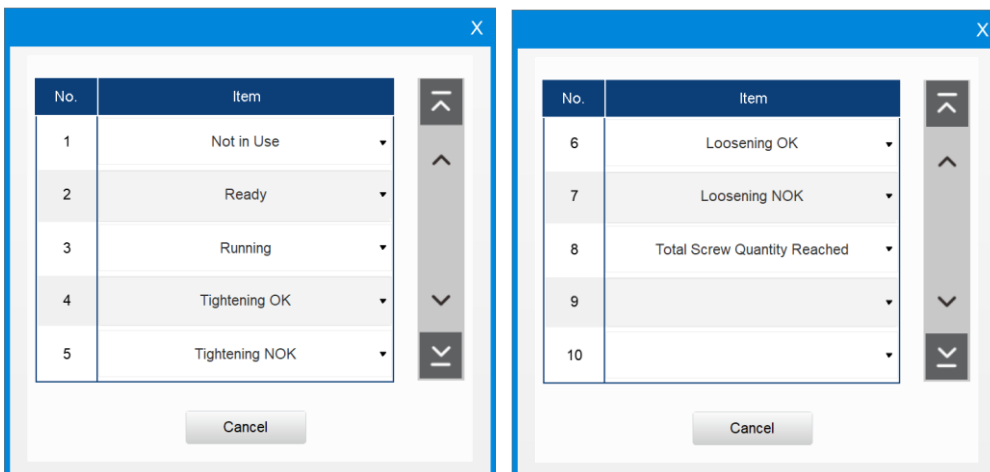 X
No. Item
1 Not in Use
2 Ready
3 Running
4 Tightening OK
5 Tightening NOK
Cancel
X
No. Item
6 Loosening OK
7 Loosening NOK
8 Total Screw Quantity Reached
9
10
Cancel